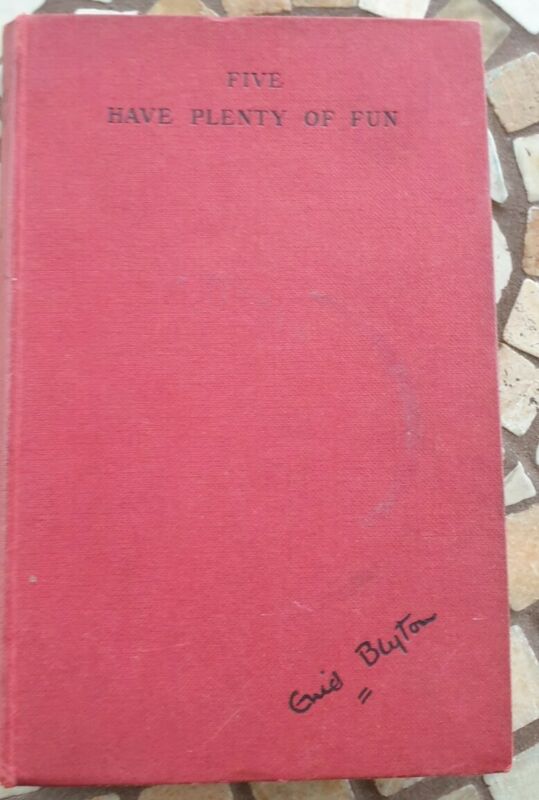 FIVE
HAVE PLENTY OF FUN
Enid Blyton